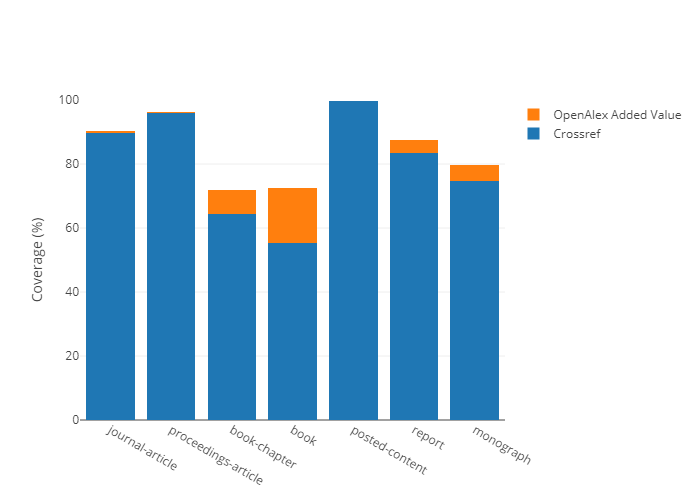 100
80
60
40
20
0
Coverage (%)
journal-article
proceedings-article
book-chapter
book
posted-content
report
monograph
OpenAlex Added Value
Crossref